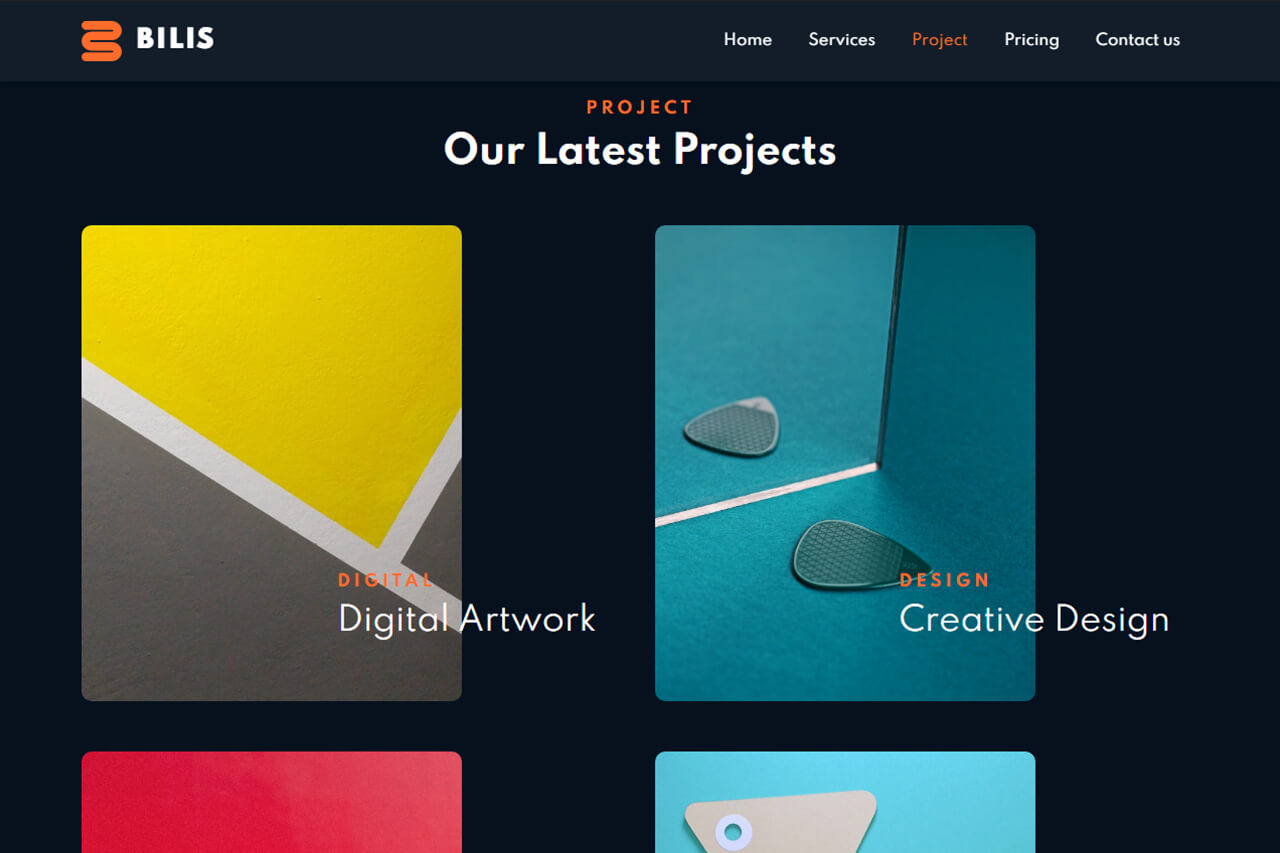 BILIS
Home Services Project Pricing Contact us
PROJECT
Our Latest Projects
DIGITAL
Digital Artwork
DESIGN
Creative Design